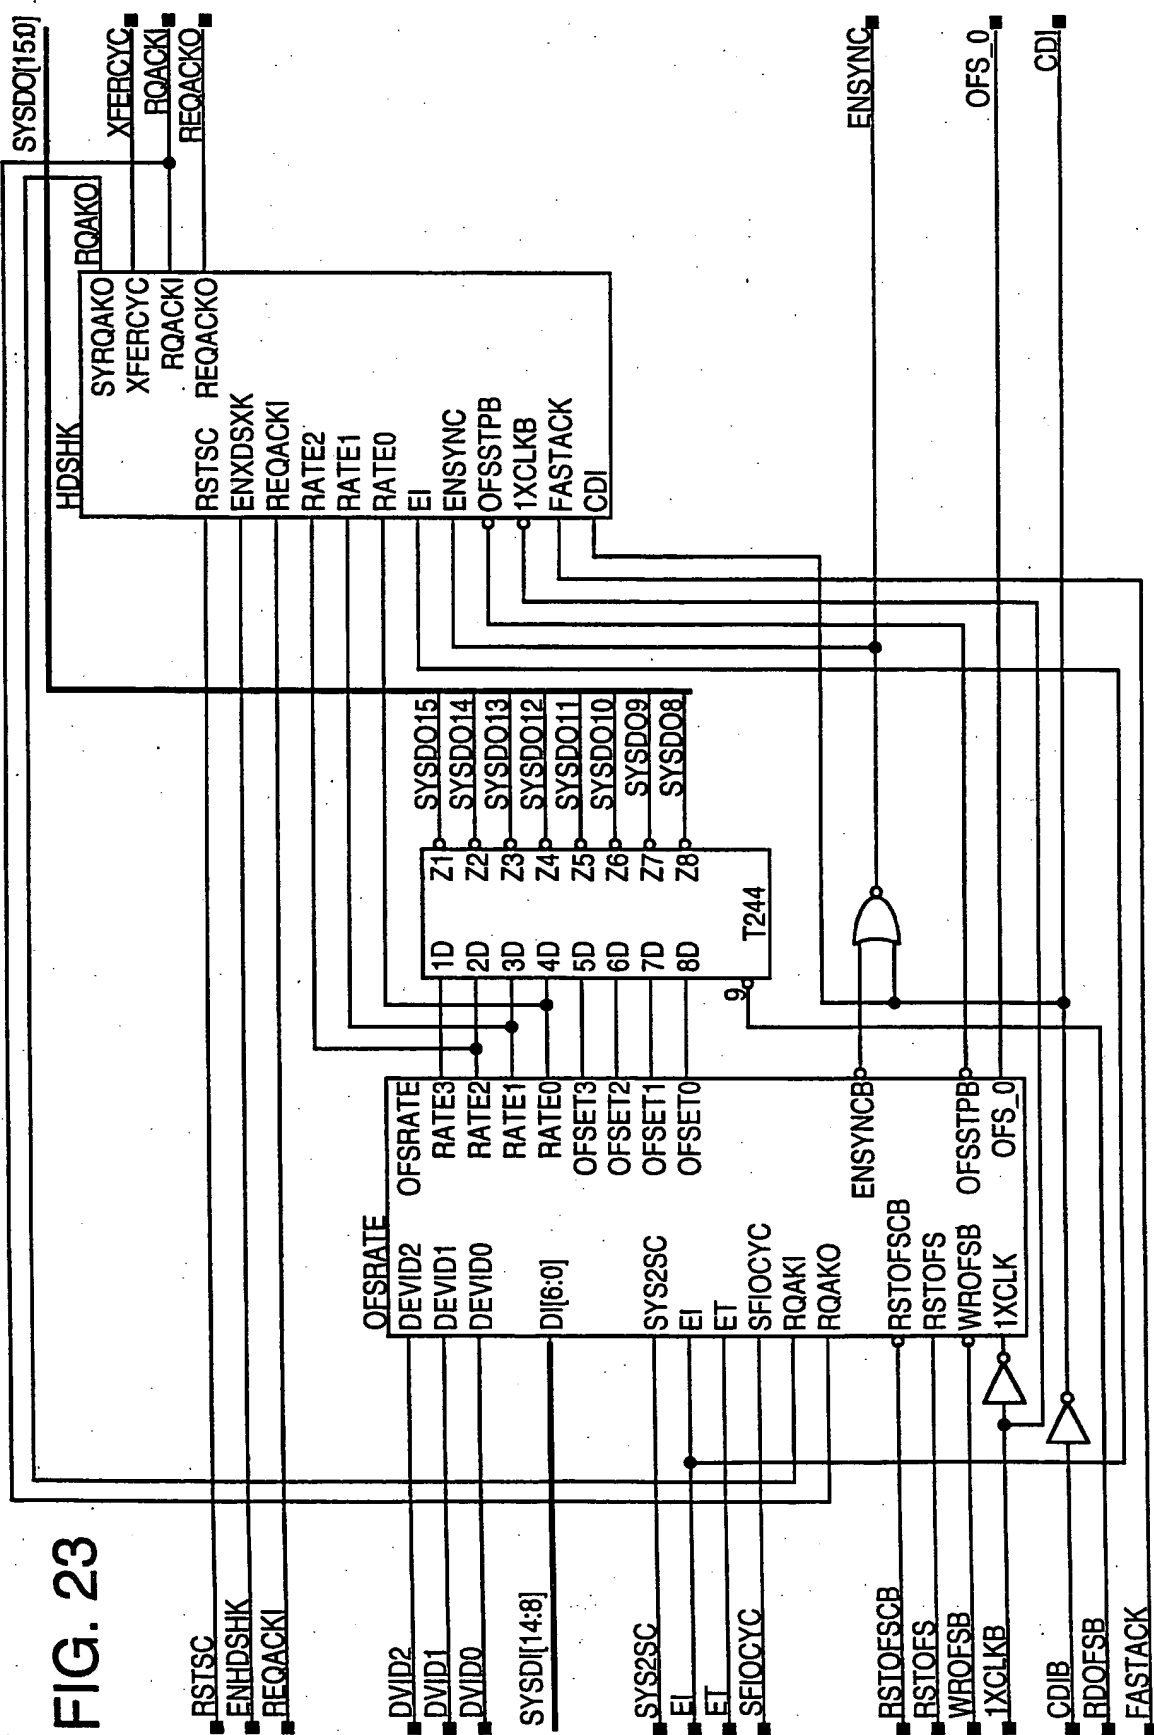 FIG. 23
RSTSC
ENHDSHK
REQACKI
DVID2
DVID1
DVID0
SYSDI[14:8]
SYS2SC
EI
ET
SFIOCYC
RSTOFSCB
RSTOFS
WROFSB
1XCLKB
CDIB
RDOFSB
FASTACK
OFSRATE
DEVID2
DEVID1
DEVID0
DI[6:0]
SYS2SC
EI
ET
SFIOCYC
RQAKI
RQAKO
RSTOFSCB
RSTOFS
WROFSB
1XCLK
OFSRATE
RATE3
RATE2
RATE1
RATE0
OFSET3
OFSET2
OFSET1
OFSET0
ENSYNCB
OFSSTPB
OFS_0
1D
2D
3D
4D
5D
6D
7D
8D
9
T244
Z1
Z2
Z3
Z4
Z5
Z6
Z7
Z8
SYSDO15
SYSDO14
SYSDO13
SYSDO12
SYSDO11
SYSDO10
SYSDO9
SYSDO8
HDSHK
RSTSC
ENXDSXK
REQACKI
RATE2
RATE1
RATE0
EI
ENSYNC
OFSSTPB
1XCLKB
FASTACK
CDI
SYRQAKO
XFERCYC
RQACKI
REQACKO
RQAKO
SYSDO[15:0]
XFERCYC
RQACKI
REQACKO
ENSYNC
OFS_0
CDI